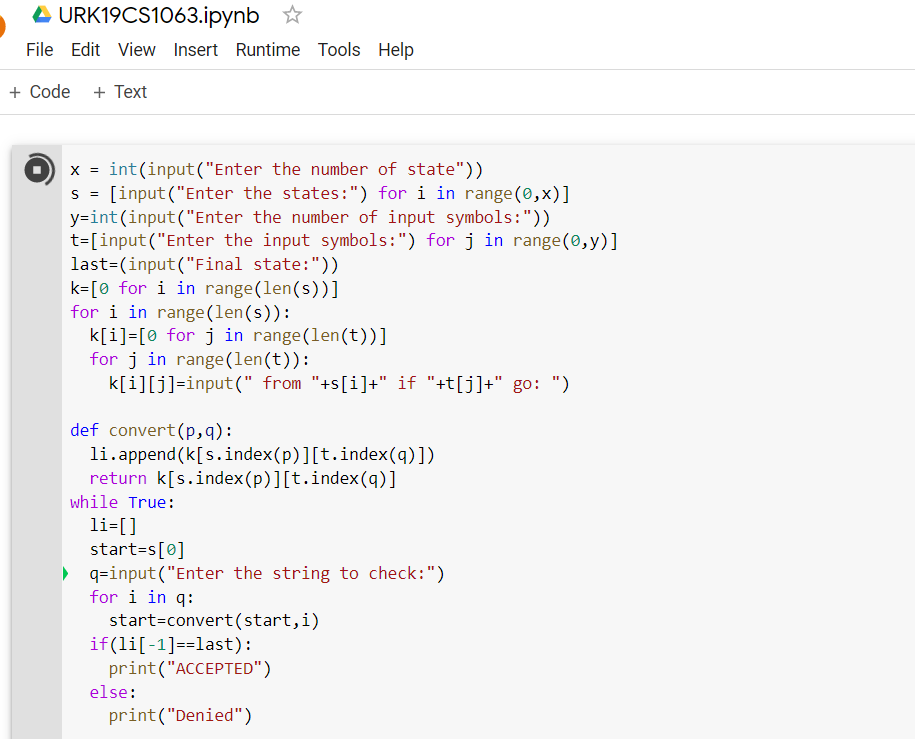 URK19CS1063.ipynb
File Edit View Insert Runtime Tools Help
+ Code + Text
x = int(input("Enter the number of state"))
s = [input("Enter the states:") for i in range(0,x)]
y=int(input("Enter the number of input symbols:"))
t=[input("Enter the input symbols:") for j in range(0,y)]
last=(input("Final state:"))
k=[0 for i in range(len(s))]
for i in range(len(s)):
  k[i]=[0 for j in range(len(t))]
  for j in range(len(t)):
    k[i][j]=input(" from "+s[i]+" if "+t[j]+" go: ")

def convert(p,q):
  li.append(k[s.index(p)][t.index(q)])
  return k[s.index(p)][t.index(q)]
while True:
  li=[]
  start=s[0]
  q=input("Enter the string to check:")
  for i in q:
    start=convert(start,i)
  if(li[-1]==last):
    print("ACCEPTED")
  else:
    print("Denied")